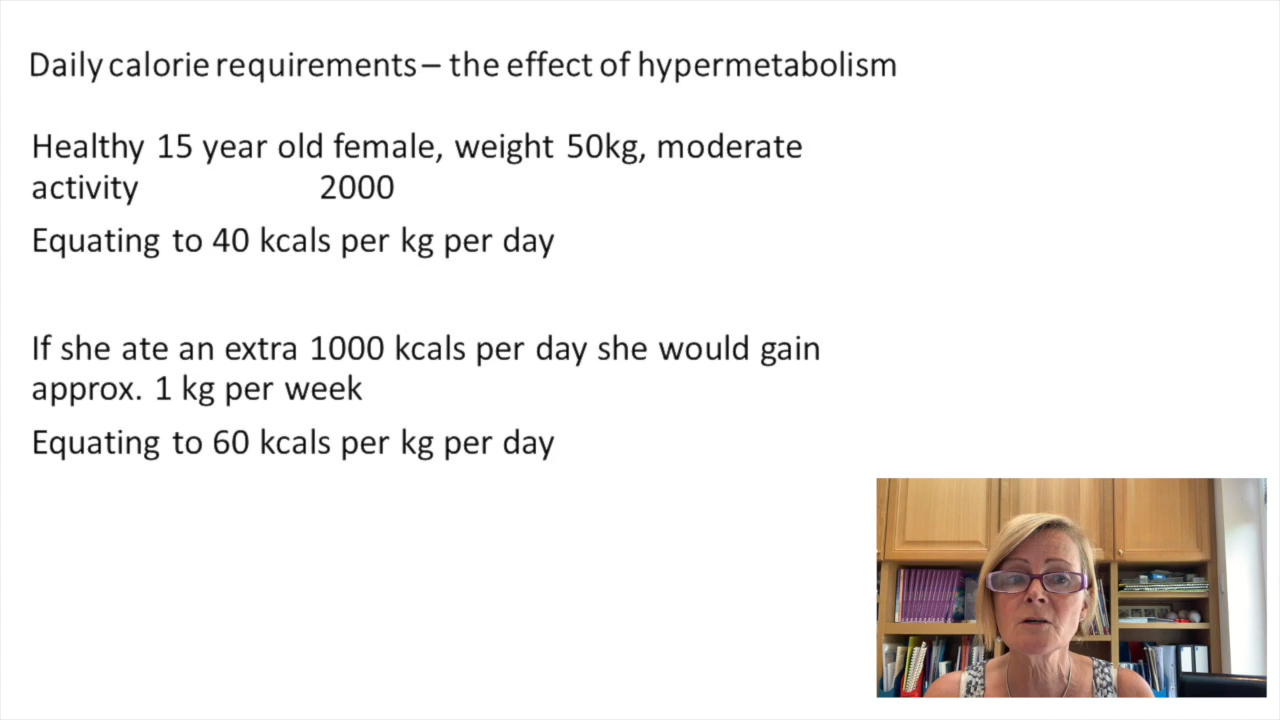 Daily calorie requirements – the effect of hypermetabolism
Healthy 15 year old female, weight 50kg, moderate
activity 2000
Equating to 40 kcals per kg per day
If she ate an extra 1000 kcals per day she would gain
approx. 1 kg per week
Equating to 60 kcals per kg per day